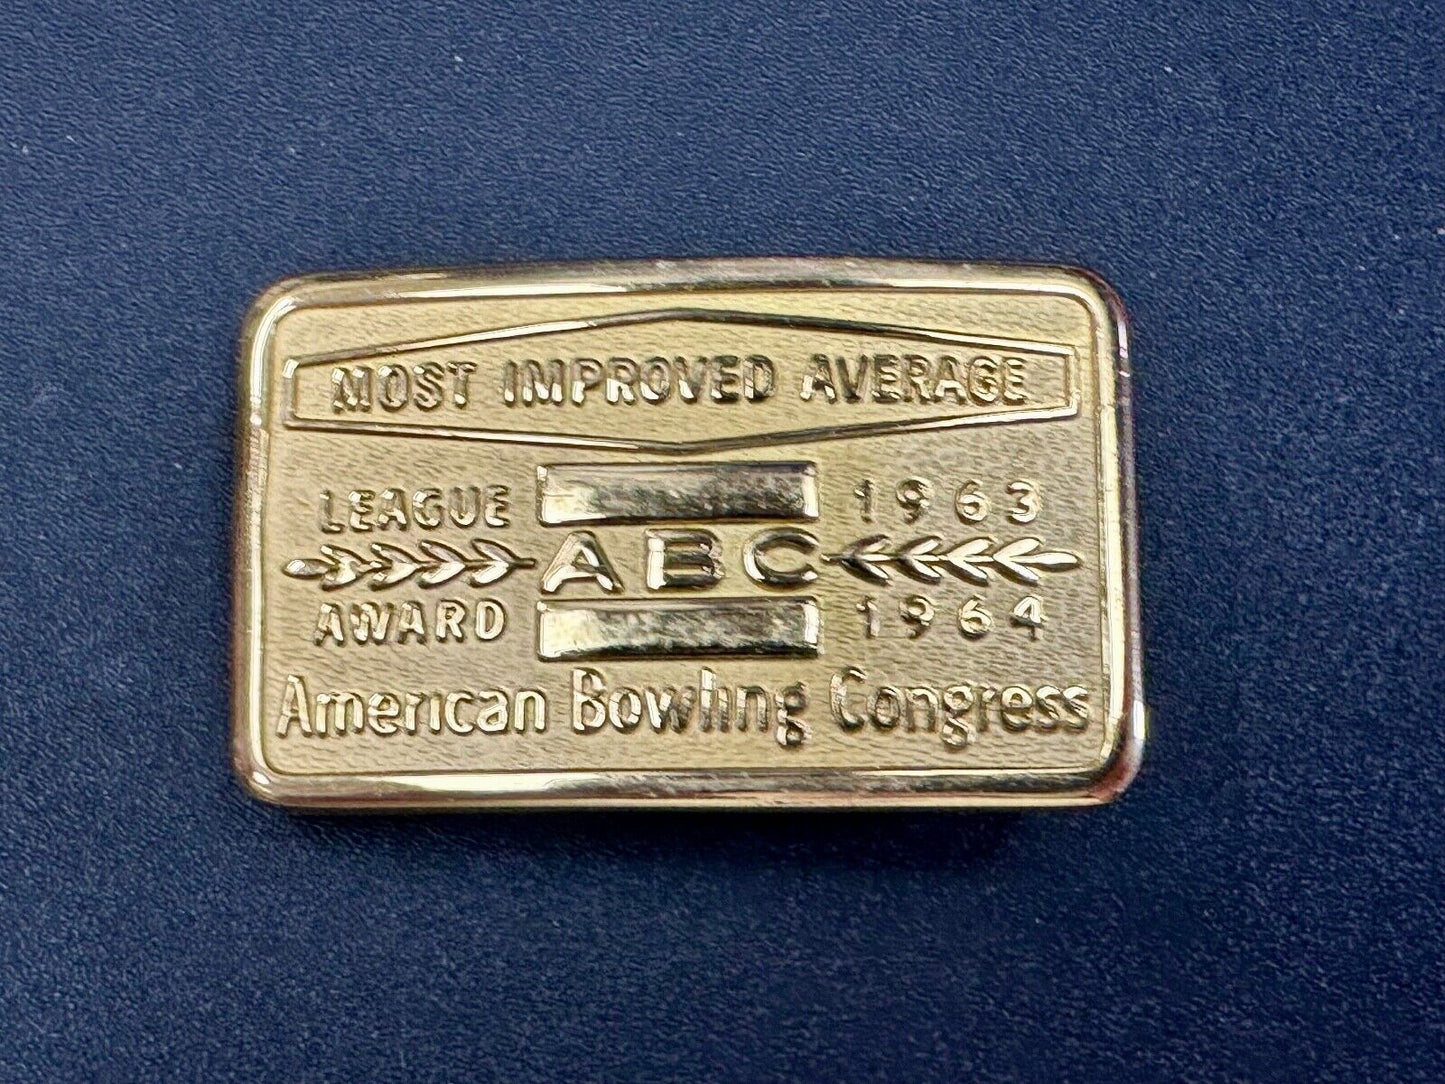 MOST IMPROVED AVERAGE
LEAGUE 1963
ABC
AWARD 1964
American Bowling Congress